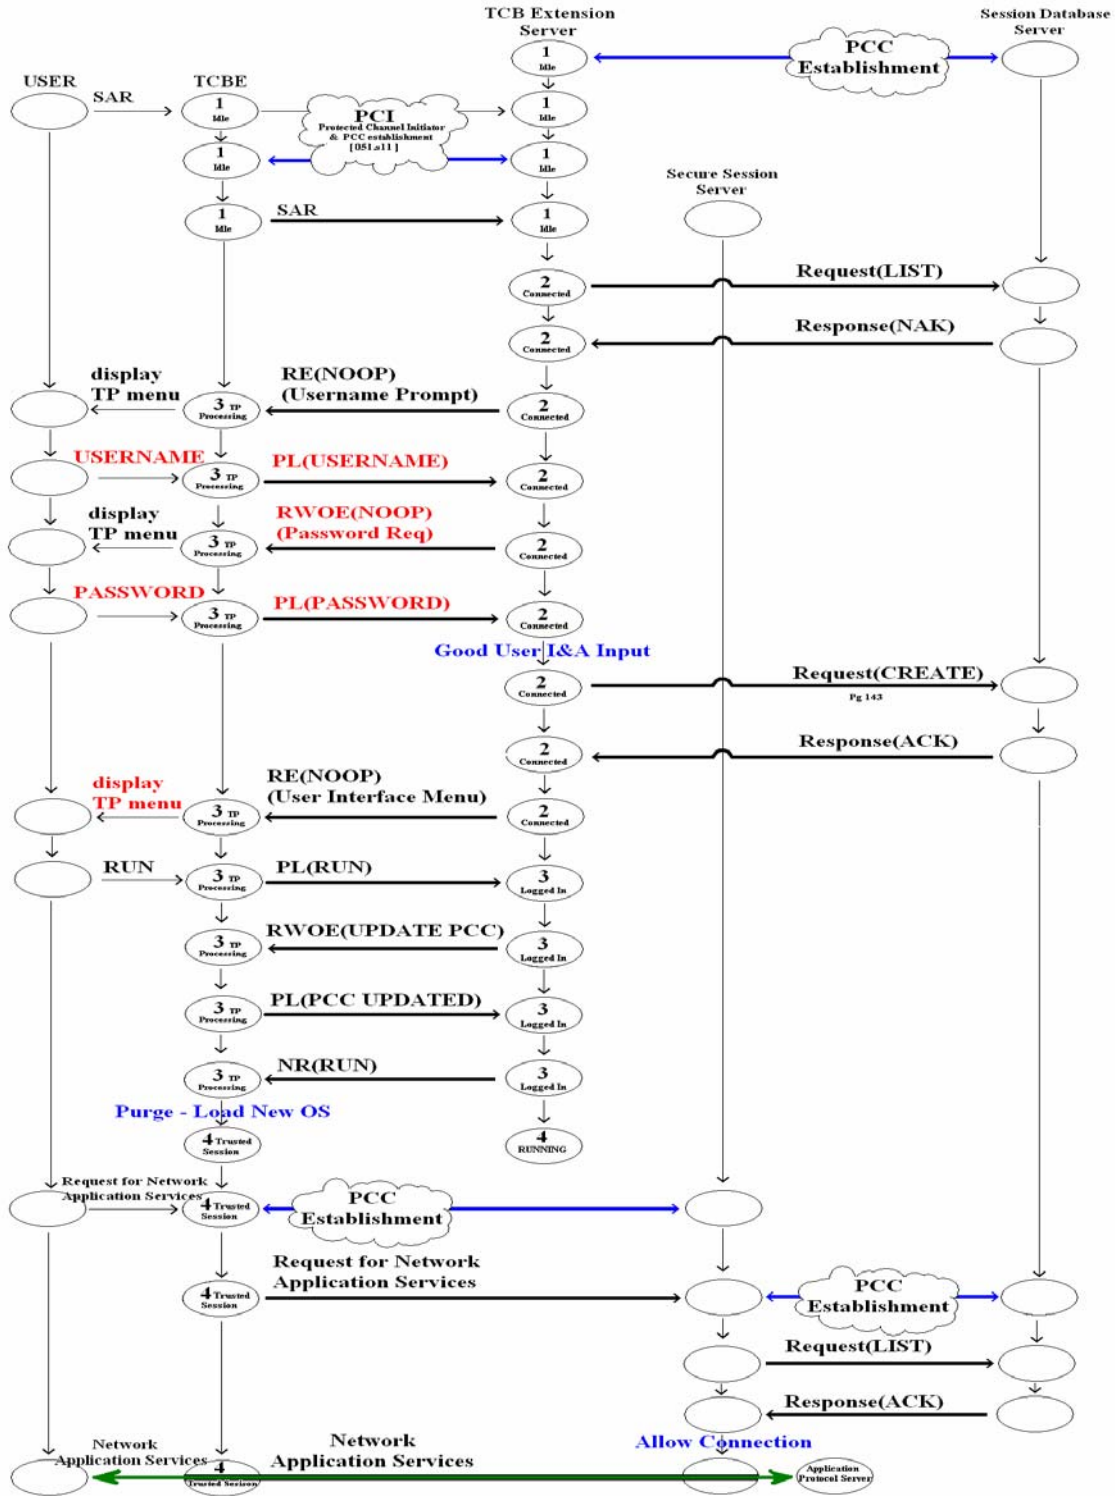 TCB Extension
Server
Session Database
Server
1
Idle
PCC
Establishment
USER
SAR
TCBE
1
Idle
PCI
Protected Channel Initiator
& PCC establishment
[051.s11]
1
Idle
1
Idle
1
Idle
Secure Session
Server
1
Idle
SAR
1
Idle
2
Connected
Request(LIST)
2
Connected
Response(NAK)
display
TP menu
3 TP
Processing
RE(NOOP)
(Username Prompt)
2
Connected
USERNAME
3 TP
Processing
PL(USERNAME)
2
Connected
display
TP menu
3 TP
Processing
RWOE(NOOP)
(Password Req)
2
Connected
PASSWORD
3 TP
Processing
PL(PASSWORD)
2
Connected
Good User I&A Input
2
Connected
Request(CREATE)
Pg 143
2
Connected
Response(ACK)
display
TP menu
3 TP
Processing
RE(NOOP)
(User Interface Menu)
2
Connected
RUN
3 TP
Processing
PL(RUN)
3
Logged In
3 TP
Processing
RWOE(UPDATE PCC)
3
Logged In
3 TP
Processing
PL(PCC UPDATED)
3
Logged In
3 TP
Processing
NR(RUN)
3
Logged In
Purge - Load New OS
4 Trusted
Session
4
RUNNING
Request for Network
Application Services
4 Trusted
Session
PCC
Establishment
4 Trusted
Session
Request for Network
Application Services
PCC
Establishment
Request(LIST)
Response(ACK)
Allow Connection
Network
Application Services
4
Trusted Session
Network
Application Services
Application
Protocol Server